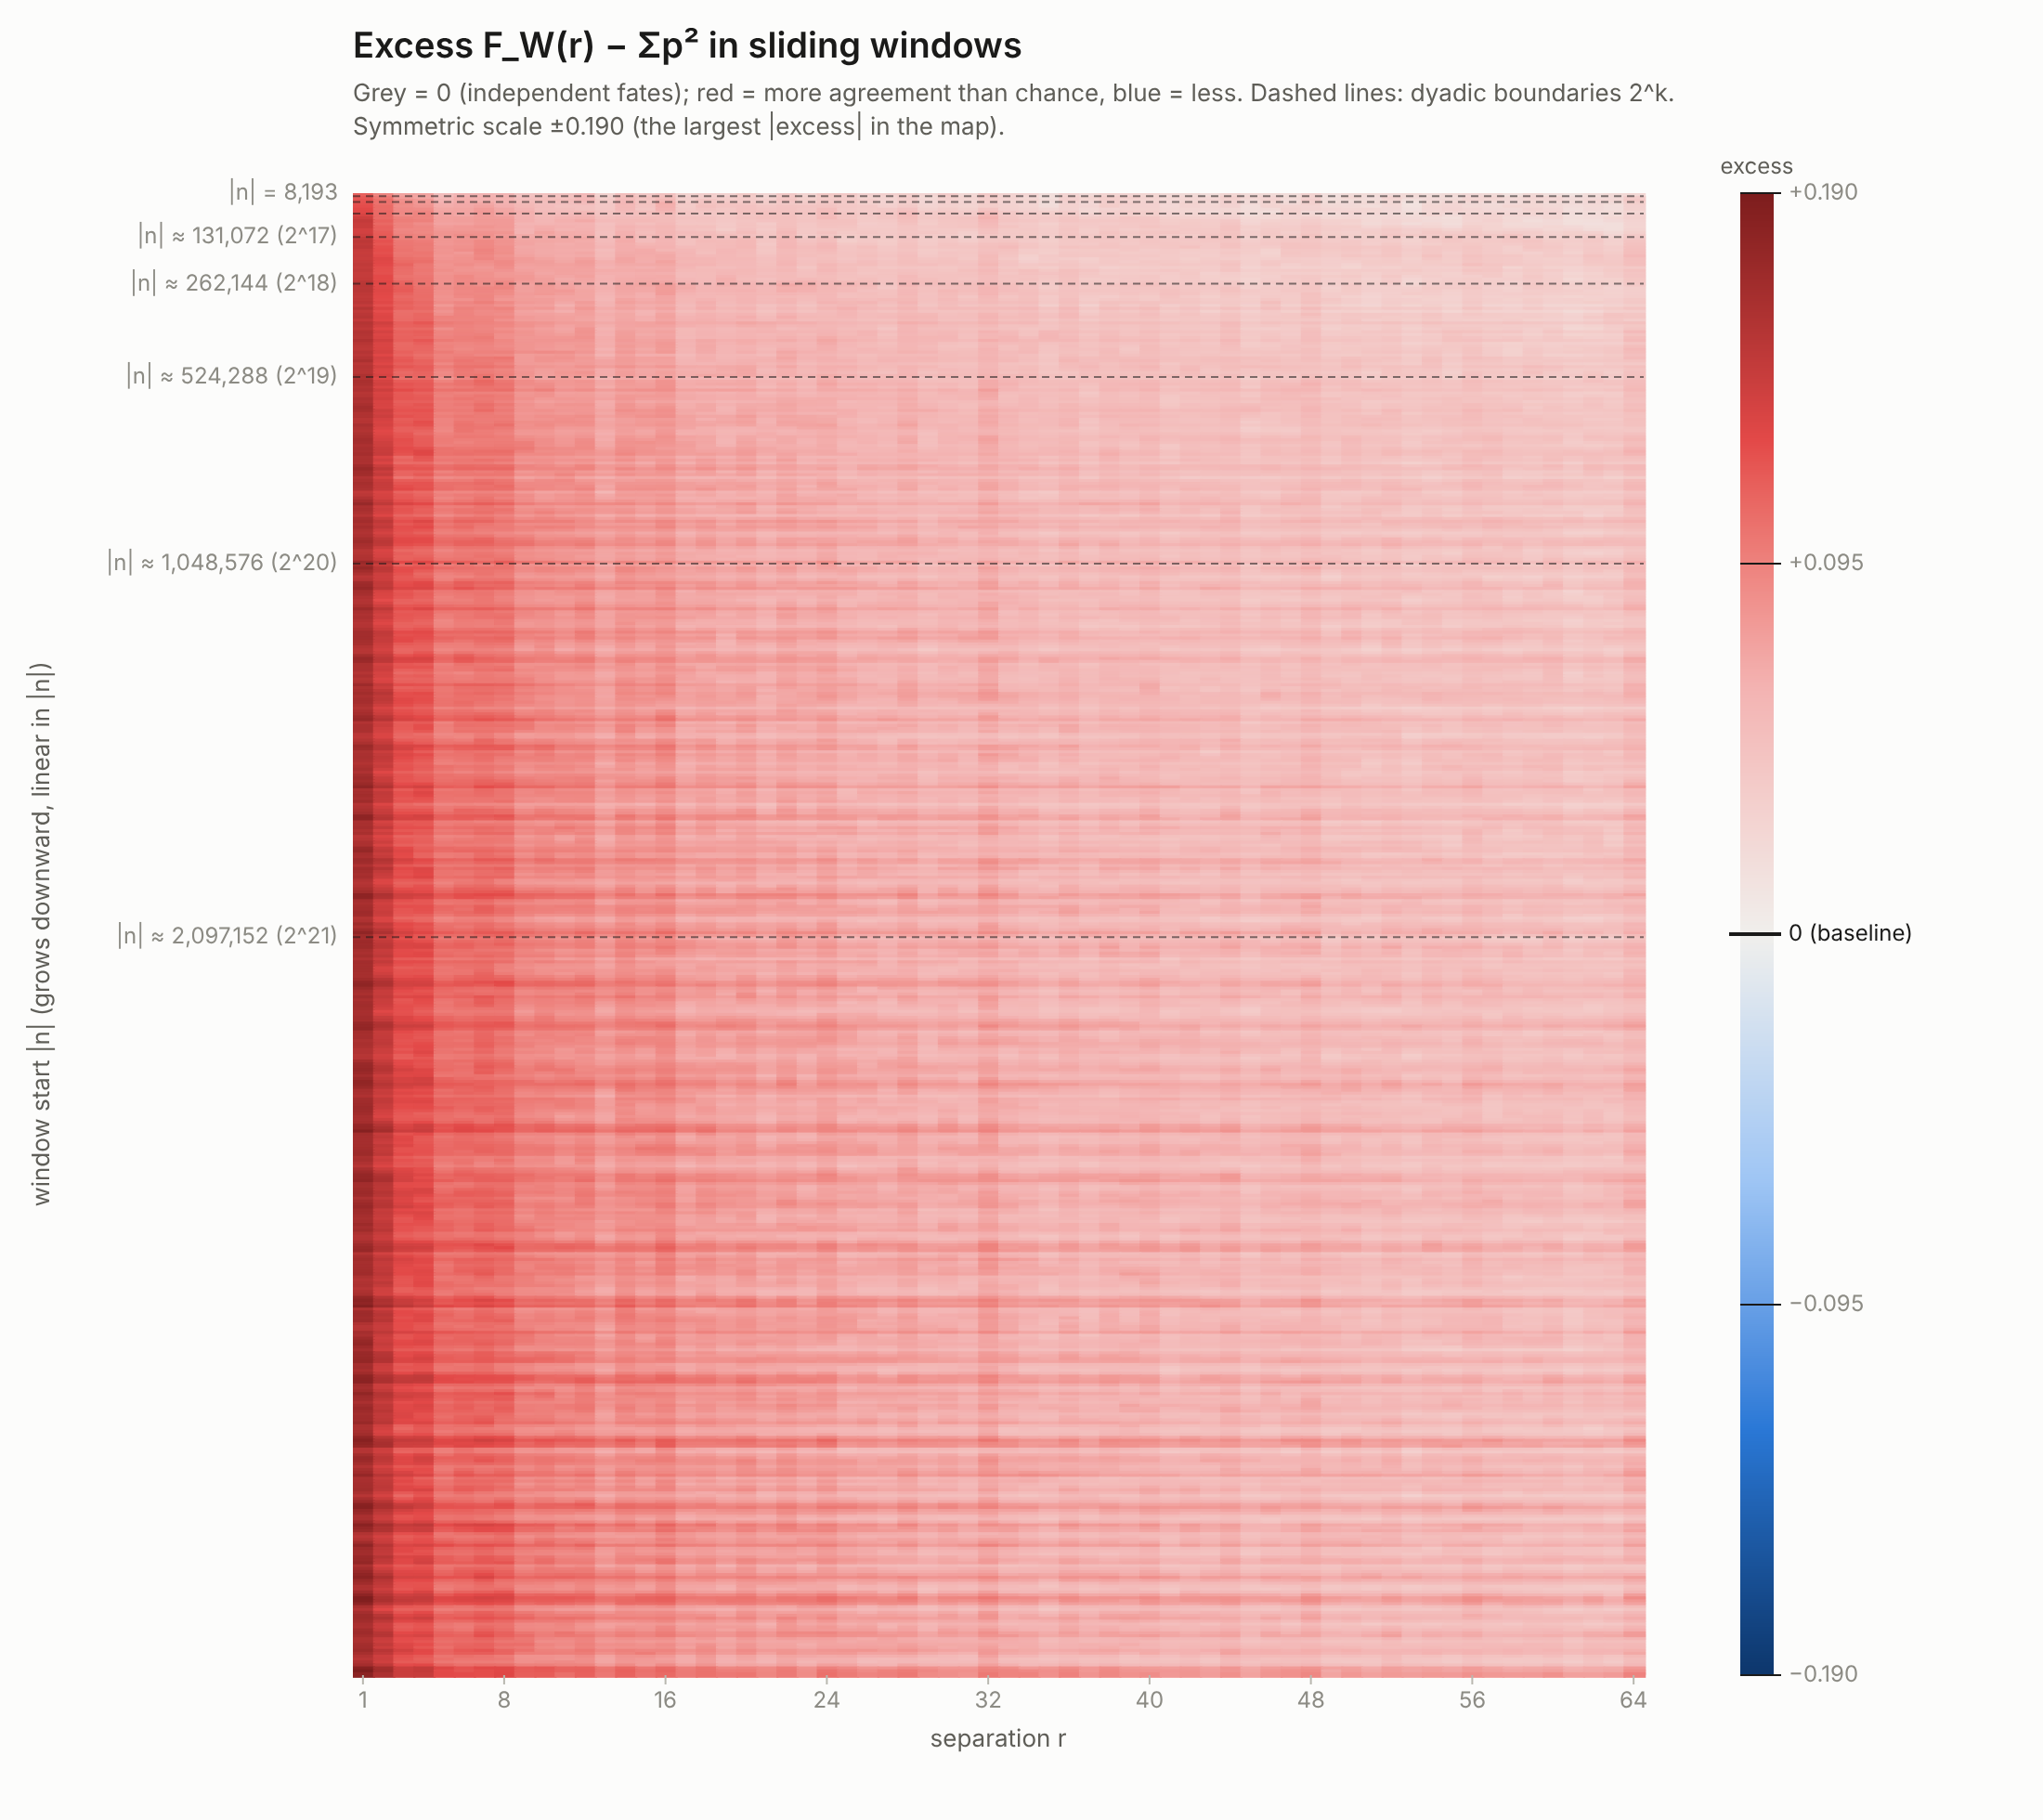 Excess F_W(r) − Σp² in sliding windows
Grey = 0 (independent fates); red = more agreement than chance, blue = less. Dashed lines: dyadic boundaries 2^k.
Symmetric scale ±0.190 (the largest |excess| in the map).
excess
+0.190
+0.095
0 (baseline)
−0.095
−0.190
|n| = 8,193
|n| ≈ 131,072 (2^17)
|n| ≈ 262,144 (2^18)
|n| ≈ 524,288 (2^19)
|n| ≈ 1,048,576 (2^20)
|n| ≈ 2,097,152 (2^21)
window start |n| (grows downward, linear in |n|)
1 8 16 24 32 40 48 56 64
separation r